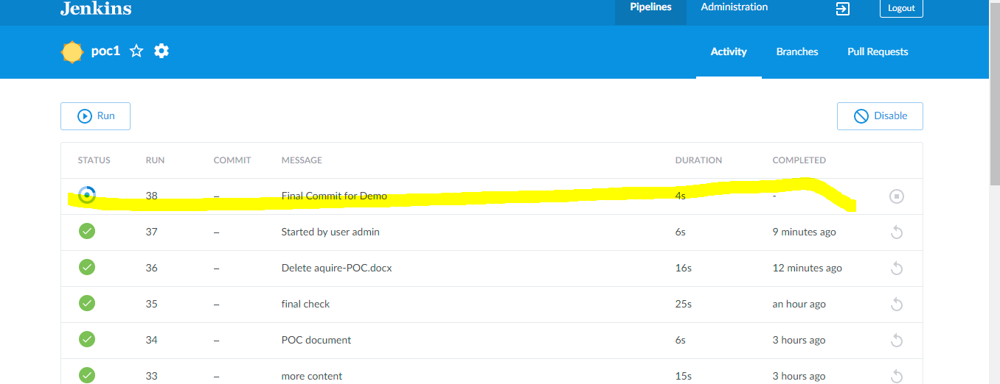 Jenkins Pipelines Administration Logout
poc1 Activity Branches Pull Requests
Run Disable
STATUS RUN COMMIT MESSAGE DURATION COMPLETED
38 – Final Commit for Demo 4s -
37 – Started by user admin 6s 9 minutes ago
36 – Delete aquire-POC.docx 16s 12 minutes ago
35 – final check 25s an hour ago
34 – POC document 6s 3 hours ago
33 – more content 15s 3 hours ago